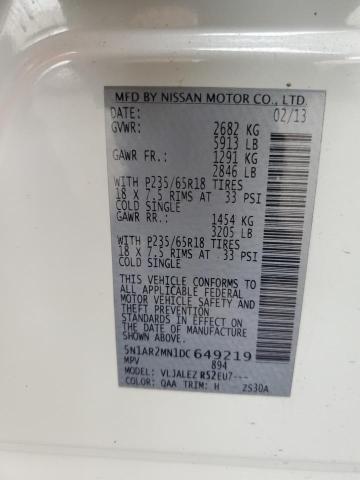 MFD BY NISSAN MOTOR CO., LTD.
DATE: 02/13
GVWR: 2682 KG
5913 LB
GAWR FR.: 1291 KG
2846 LB
WITH P235/65R18 TIRES
18 X 7.5 RIMS AT 33 PSI
COLD SINGLE
GAWR RR.: 1454 KG
3205 LB
WITH P235/65R18 TIRES
18 X 7.5 RIMS AT 33 PSI
COLD SINGLE
THIS VEHICLE CONFORMS TO
ALL APPLICABLE FEDERAL
MOTOR VEHICLE SAFETY AND
THEFT PREVENTION
STANDARDS IN EFFECT ON
THE DATE OF MANUFACTURE
SHOWN ABOVE.
5N1AR2MN1DC649219
MPV 894
MODEL: VLJALEZ R52EU7---
COLOR: QAA TRIM: H ZS30A